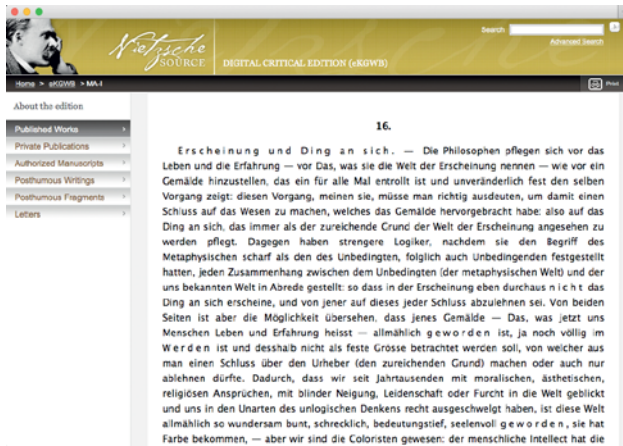 Nietzsche
SOURCE
DIGITAL CRITICAL EDITION (eKGWB)
Search
Advanced Search
Home > eKGWB > MA-I
Print
About the edition
Published Works
Private Publications
Authorized Manuscripts
Posthumous Writings
Posthumous Fragments
Letters
16.
Erscheinung und Ding an sich. — Die Philosophen pflegen sich vor das
Leben und die Erfahrung — vor Das, was sie die Welt der Erscheinung nennen — wie vor ein
Gemälde hinzustellen, das ein für alle Mal entrollt ist und unveränderlich fest den selben
Vorgang zeigt: diesen Vorgang, meinen sie, müsse man richtig ausdeuten, um damit einen
Schluss auf das Wesen zu machen, welches das Gemälde hervorgebracht habe: also auf das
Ding an sich, das immer als der zureichende Grund der Welt der Erscheinung angesehen zu
werden pflegt. Dagegen haben strengere Logiker, nachdem sie den Begriff des
Metaphysischen scharf als den des Unbedingten, folglich auch Unbedingenden festgestellt
hatten, jeden Zusammenhang zwischen dem Unbedingten (der metaphysischen Welt) und der
uns bekannten Welt in Abrede gestellt: so dass in der Erscheinung eben durchaus nicht das
Ding an sich erscheine, und von jener auf dieses jeder Schluss abzulehnen sei. Von beiden
Seiten ist aber die Möglichkeit übersehen, dass jenes Gemälde — Das, was jetzt uns
Menschen Leben und Erfahrung heisst — allmählich geworden ist, ja noch völlig im
Werden ist und desshalb nicht als feste Grösse betrachtet werden soll, von welcher aus
man einen Schluss über den Urheber (den zureichenden Grund) machen oder auch nur
ablehnen dürfte. Dadurch, dass wir seit Jahrtausenden mit moralischen, ästhetischen,
religiösen Ansprüchen, mit blinder Neigung, Leidenschaft oder Furcht in die Welt geblickt
und uns in den Unarten des unlogischen Denkens recht ausgeschwelgt haben, ist diese Welt
allmählich so wundersam bunt, schrecklich, bedeutungstief, seelenvoll geworden, sie hat
Farbe bekommen, — aber wir sind die Coloristen gewesen: der menschliche Intellect hat die